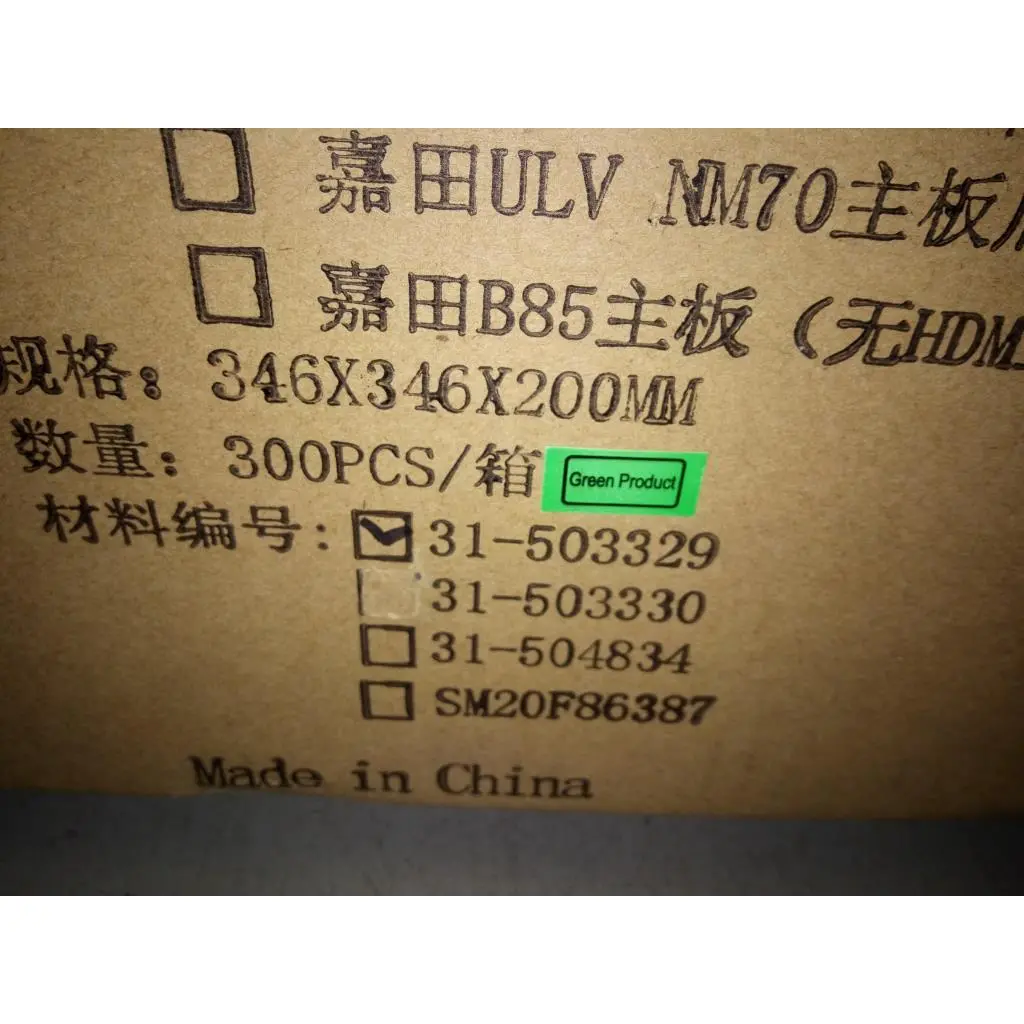 嘉田ULV NM70主板
嘉田B85主板（无HDM
规格：346X346X200MM
数量：300PCS/箱
Green Product
材料编号：31-503329
31-503330
31-504834
SM20F86387
Made in China